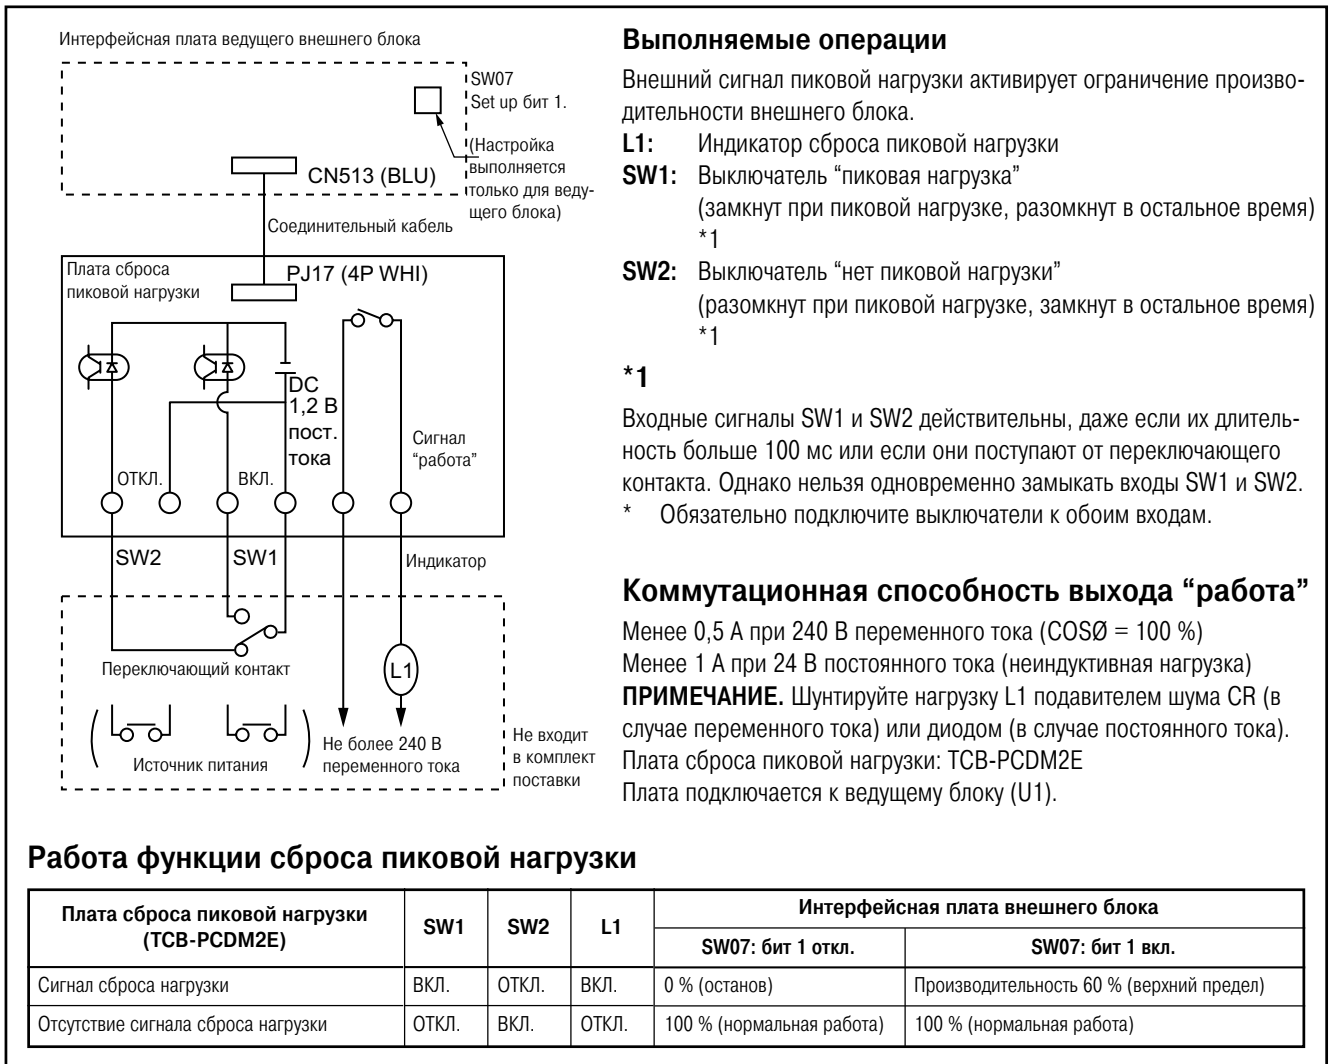 Интерфейсная плата ведущего внешнего блока
SW07
Set up бит 1.
(Настройка
выполняется
только для веду-
щего блока)
CN513 (BLU)
Соединительный кабель
Плата сброса
пиковой нагрузки
PJ17 (4P WHI)
DC
1,2 В
пост.
тока
Сигнал
“работа”
ОТКЛ.
ВКЛ.
SW2
SW1
Индикатор
Переключающий контакт
L1
Источник питания
Не более 240 В
переменного тока
Не входит
в комплект
поставки
Выполняемые операции
Внешний сигнал пиковой нагрузки активирует ограничение произво-
дительности внешнего блока.
L1: Индикатор сброса пиковой нагрузки
SW1: Выключатель “пиковая нагрузка”
(замкнут при пиковой нагрузке, разомкнут в остальное время)
*1
SW2: Выключатель “нет пиковой нагрузки”
(разомкнут при пиковой нагрузке, замкнут в остальное время)
*1
*1
Входные сигналы SW1 и SW2 действительны, даже если их длитель-
ность больше 100 мс или если они поступают от переключающего
контакта. Однако нельзя одновременно замыкать входы SW1 и SW2.
* Обязательно подключите выключатели к обоим входам.
Коммутационная способность выхода “работа”
Менее 0,5 А при 240 В переменного тока (COSØ = 100 %)
Менее 1 А при 24 В постоянного тока (неиндуктивная нагрузка)
ПРИМЕЧАНИЕ. Шунтируйте нагрузку L1 подавителем шума CR (в
случае переменного тока) или диодом (в случае постоянного тока).
Плата сброса пиковой нагрузки: TCB-PCDM2E
Плата подключается к ведущему блоку (U1).
Работа функции сброса пиковой нагрузки
Плата сброса пиковой нагрузки
(TCB-PCDM2E)
SW1
SW2
L1
Интерфейсная плата внешнего блока
SW07: бит 1 откл.
SW07: бит 1 вкл.
Сигнал сброса нагрузки ВКЛ. ОТКЛ. ВКЛ. 0 % (останов) Производительность 60 % (верхний предел)
Отсутствие сигнала сброса нагрузки ОТКЛ. ВКЛ. ОТКЛ. 100 % (нормальная работа) 100 % (нормальная работа)